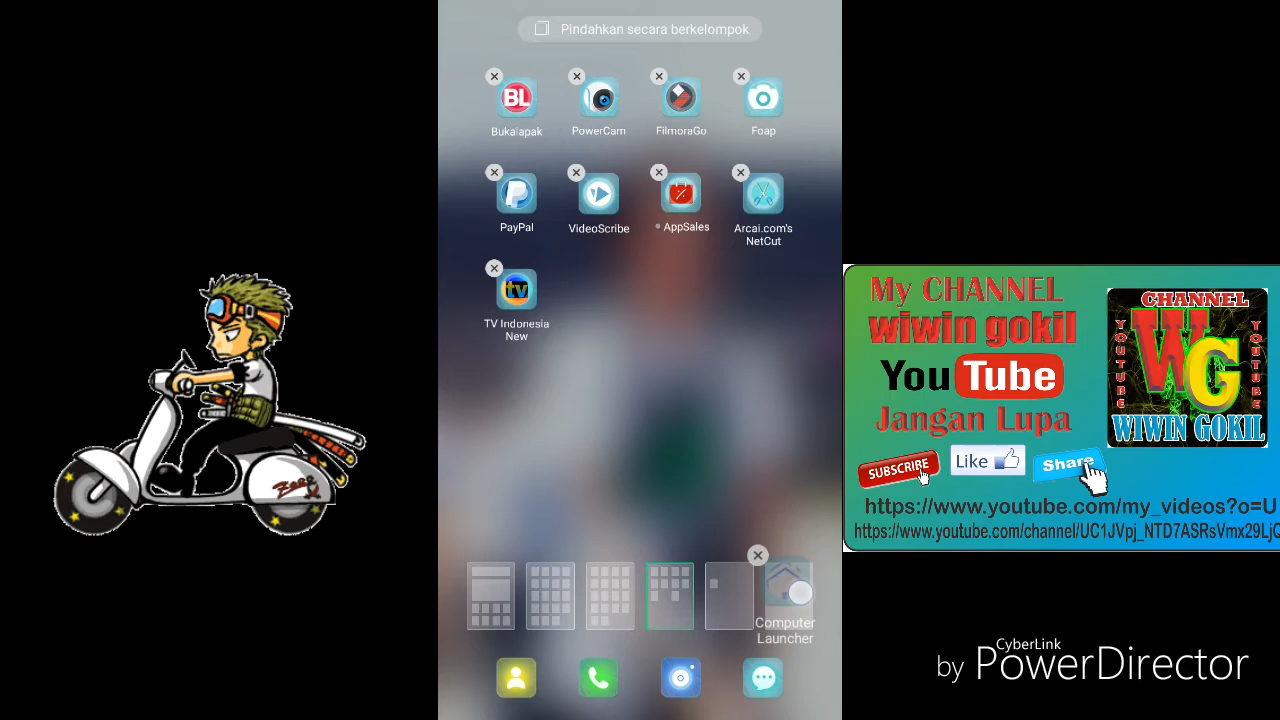 Pindahkan secara berkelompok
BL
Bukalapak
PowerCam
FilmoraGo
Foap
PayPal
VideoScribe
AppSales
Arcai.com's
NetCut
tv
TV Indonesia
New
Computer
Launcher
Zoop
My CHANNEL
wiwin gokil
YouTube
Jangan Lupa
SUBSCRIBE
Like
Share
https://www.youtube.com/my_videos?o=U
https://www.youtube.com/channel/UC1JVpj_NTD7ASRsVmx29LjQ
CHANNEL
YOUTUBE
WG
YOUTUBE
WIWIN GOKIL
CyberLink
by PowerDirector